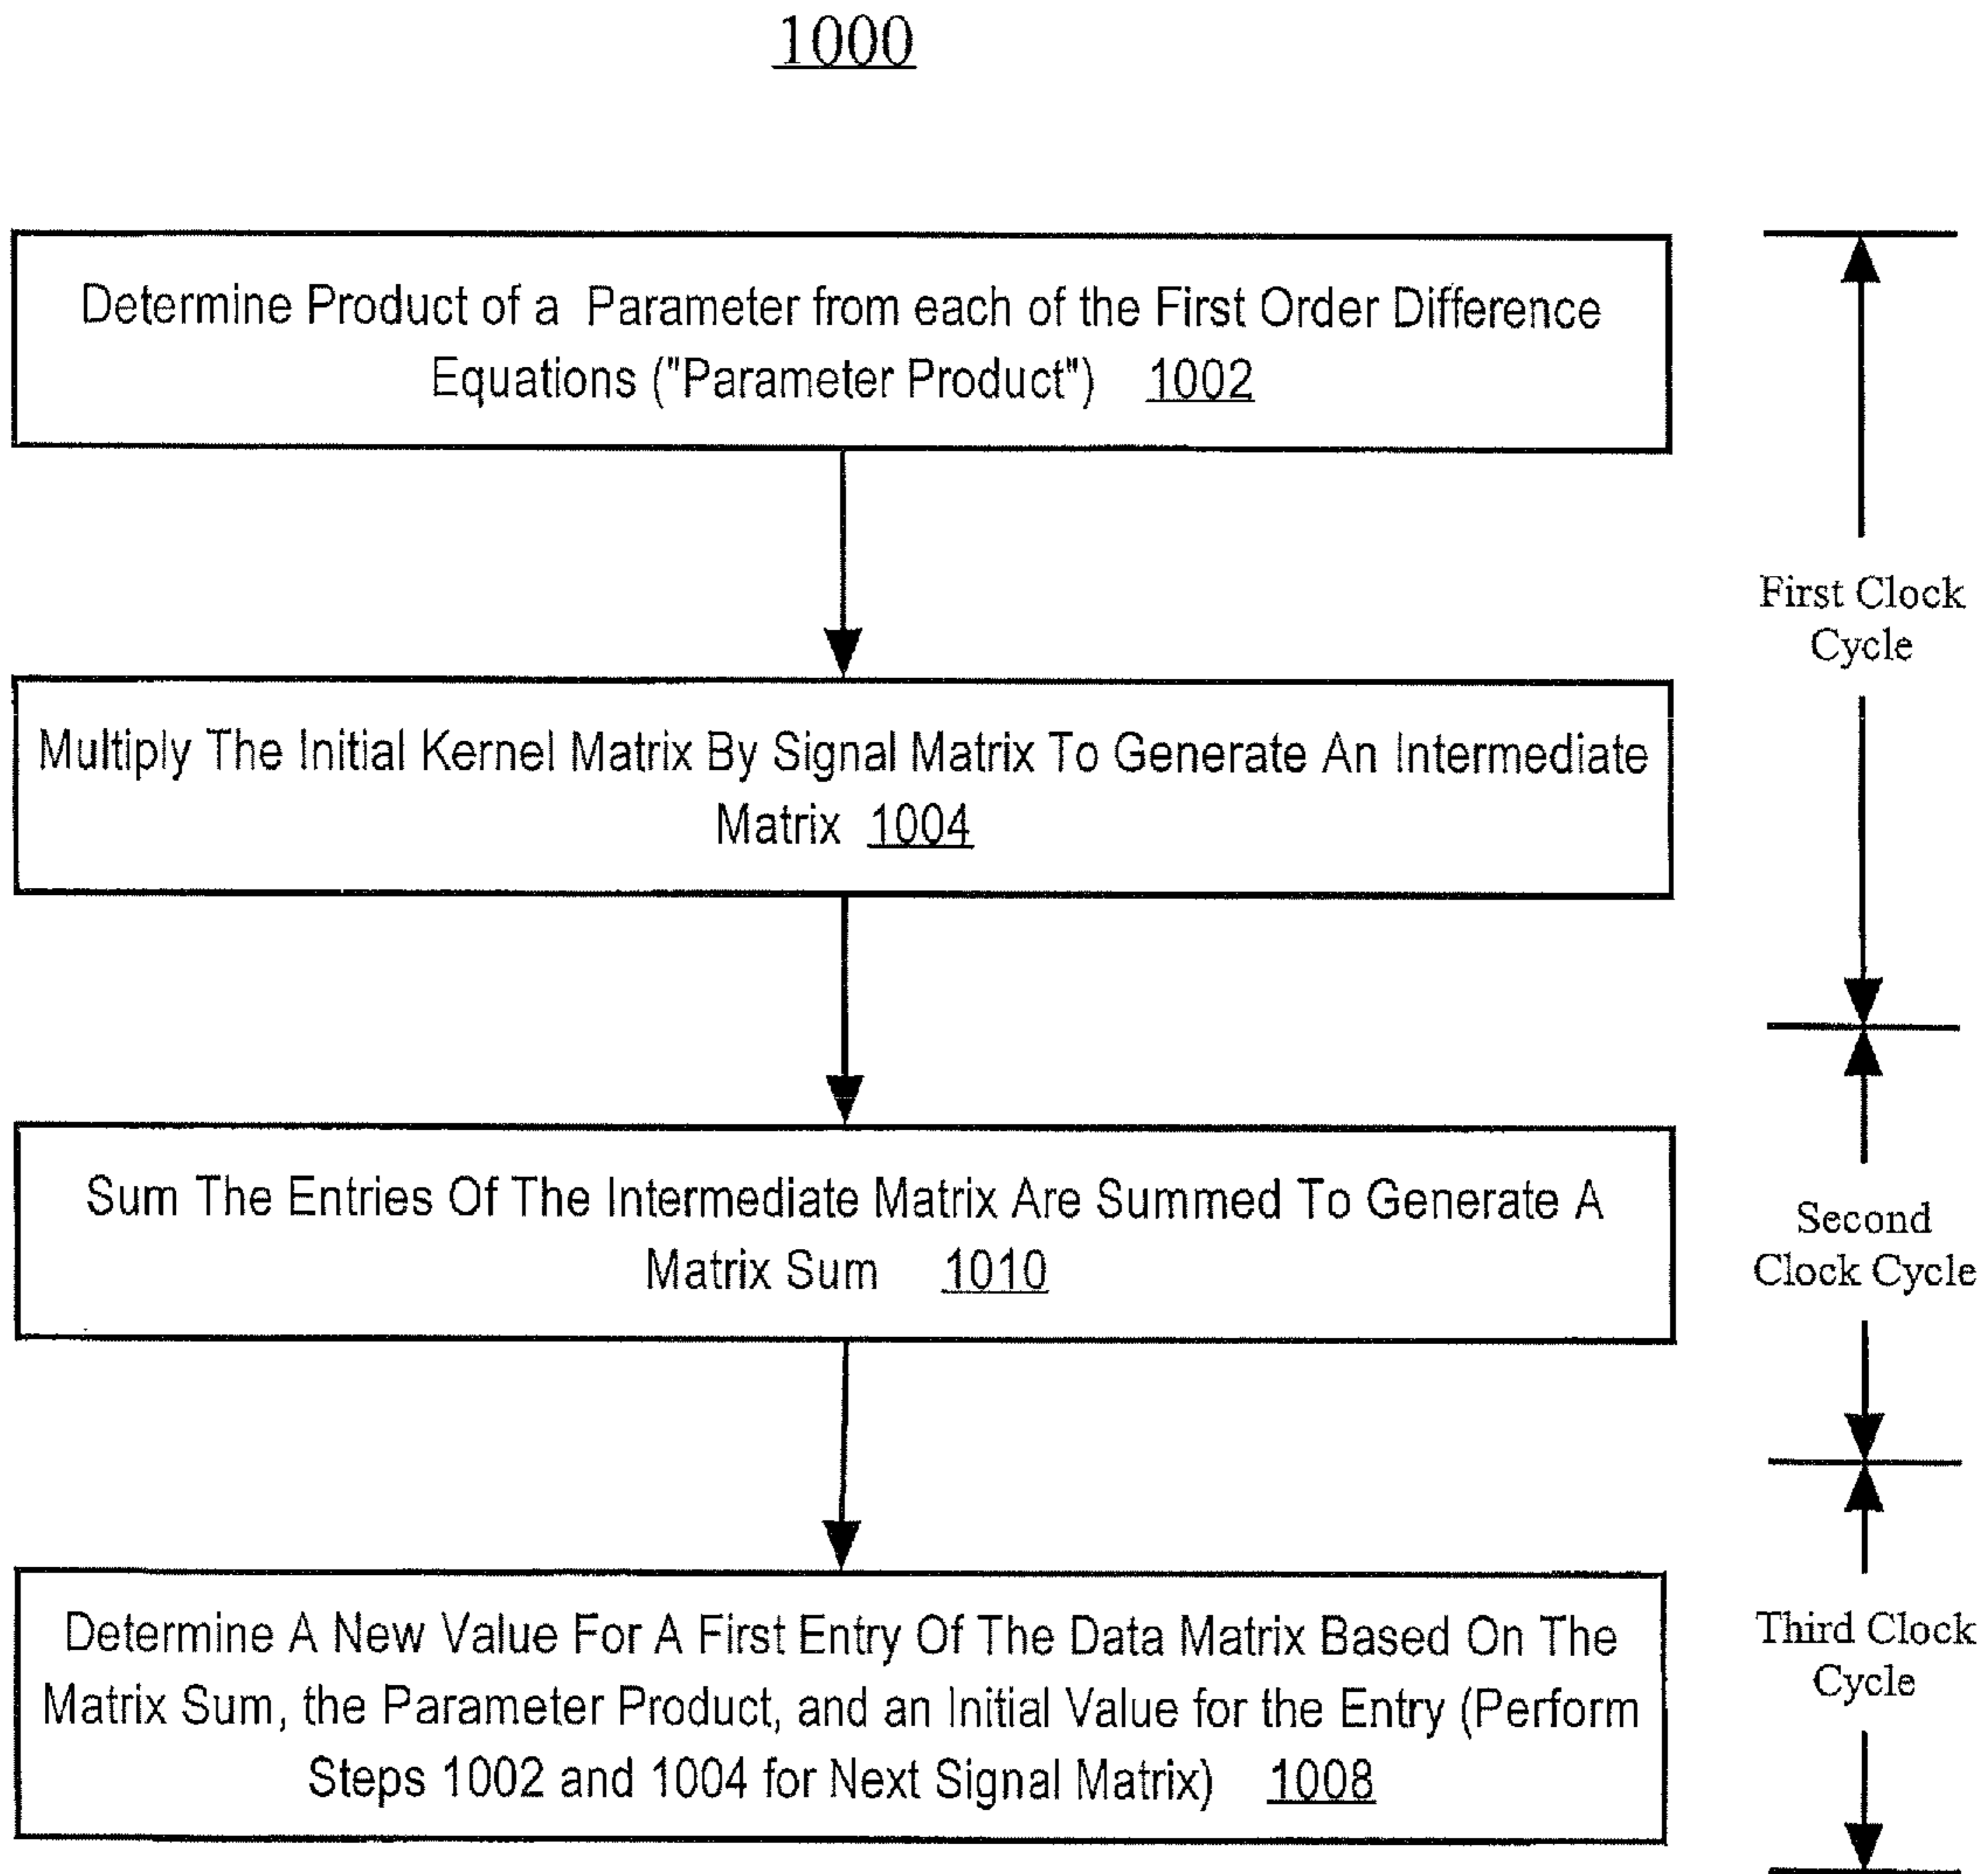 1000
Determine Product of a Parameter from each of the First Order Difference
Equations ("Parameter Product") 1002
First Clock
Cycle
Multiply The Initial Kernel Matrix By Signal Matrix To Generate An Intermediate
Matrix 1004
Sum The Entries Of The Intermediate Matrix Are Summed To Generate A
Matrix Sum 1010
Second
Clock Cycle
Determine A New Value For A First Entry Of The Data Matrix Based On The
Matrix Sum, the Parameter Product, and an Initial Value for the Entry (Perform
Steps 1002 and 1004 for Next Signal Matrix) 1008
Third Clock
Cycle